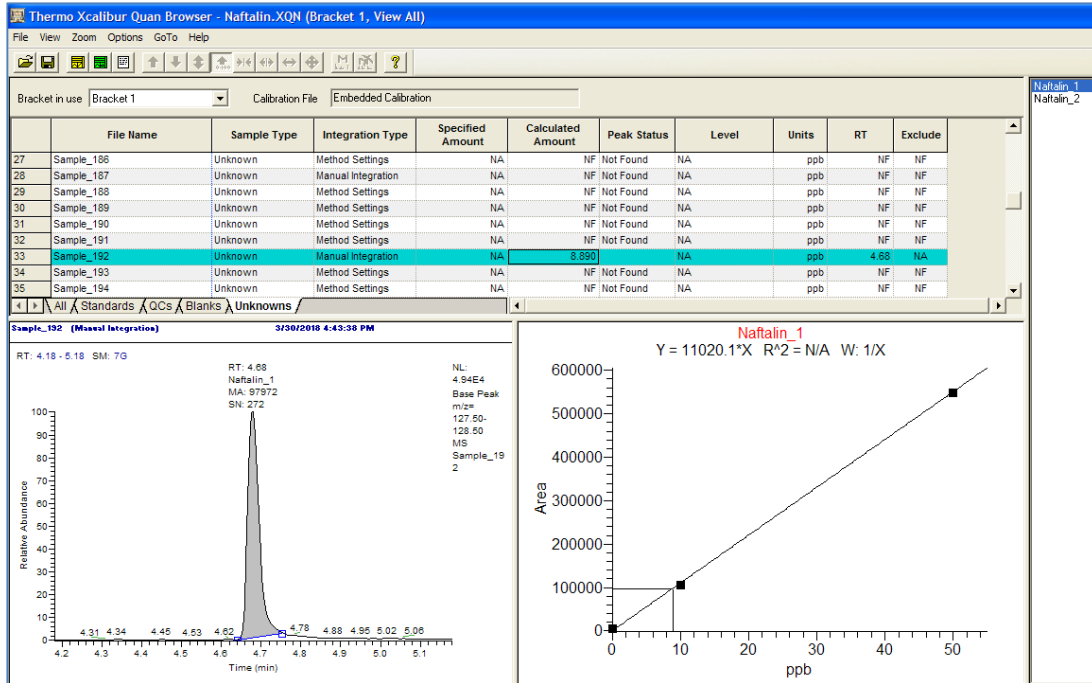 Thermo Xcalibur Quan Browser - Naftalin.XQN (Bracket 1, View All)
File View Zoom Options GoTo Help
Bracket in use Bracket 1 Calibration File Embedded Calibration
Naftalin_1
Naftalin_2
File Name Sample Type Integration Type Specified Amount Calculated Amount Peak Status Level Units RT Exclude
27 Sample_186 Unknown Method Settings NA NF Not Found NA ppb NF NF
28 Sample_187 Unknown Manual Integration NA NF Not Found NA ppb NF NF
29 Sample_188 Unknown Method Settings NA NF Not Found NA ppb NF NF
30 Sample_189 Unknown Method Settings NA NF Not Found NA ppb NF NF
31 Sample_190 Unknown Method Settings NA NF Not Found NA ppb NF NF
32 Sample_191 Unknown Method Settings NA NF Not Found NA ppb NF NF
33 Sample_192 Unknown Manual Integration NA 8.890 NA ppb 4.68 NA
34 Sample_193 Unknown Method Settings NA NF Not Found NA ppb NF NF
35 Sample_194 Unknown Method Settings NA NF Not Found NA ppb NF NF
All Standards QCs Blanks Unknowns
Sample_192 (Manual Integration) 3/30/2018 4:43:38 PM
RT: 4.18 - 5.18 SM: 7G
RT: 4.68
Naftalin_1
MA: 97972
SN: 272
NL:
4.94E4
Base Peak
m/z=
127.50-
128.50
MS
Sample_19
2
100
90
80
70
60
50
40
30
20
10
0
Relative Abundance
4.31 4.34 4.45 4.53 4.62 4.78 4.88 4.95 5.02 5.06
4.2 4.3 4.4 4.5 4.6 4.7 4.8 4.9 5.0 5.1
Time (min)
Naftalin_1
Y = 11020.1*X R^2 = N/A W: 1/X
600000
500000
400000
300000
200000
100000
0
Area
0 10 20 30 40 50
ppb